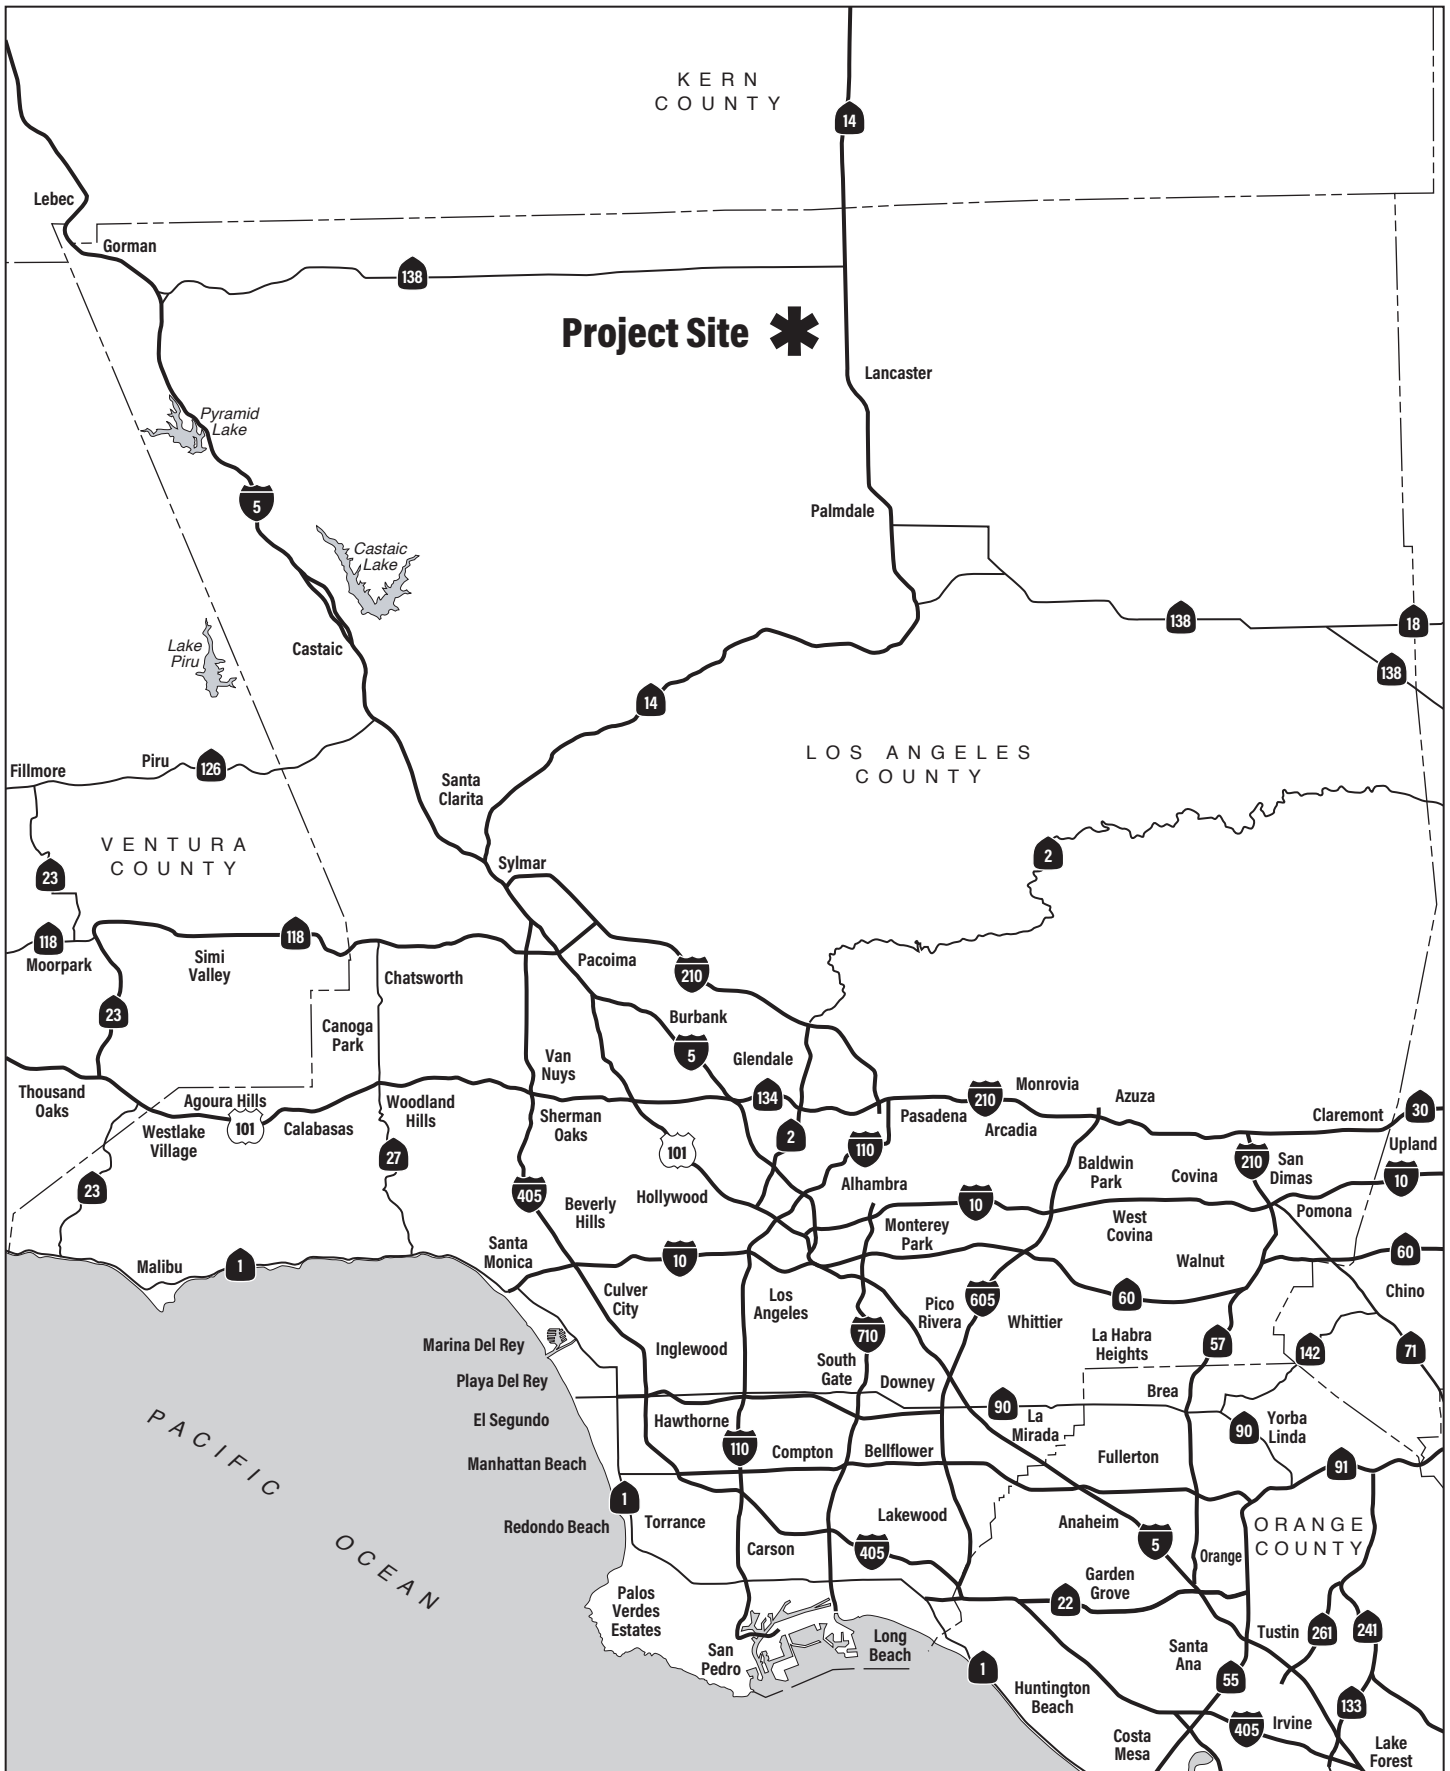 KERN
COUNTY
14
Lebec
Gorman
138
Project Site
Lancaster
Pyramid
Lake
5
Palmdale
Castaic
Lake
138
18
Lake
Piru
Castaic
138
14
LOS ANGELES
COUNTY
Fillmore
Piru
126
Santa
Clarita
VENTURA
COUNTY
2
23
Sylmar
118
118
Moorpark
Simi
Valley
Pacoima
210
Chatsworth
23
Canoga
Park
Burbank
5
Van
Nuys
Glendale
Thousand
Oaks
134
210
Monrovia
Azuza
Agoura Hills
Woodland
Hills
Pasadena
Arcadia
Claremont
30
101
Calabasas
Westlake
Village
Sherman
Oaks
2
110
101
Upland
27
Baldwin
Park
Covina
210
San
Dimas
10
23
405
Alhambra
Hollywood
Beverly
Hills
10
Pomona
Monterey
Park
West
Covina
Santa
Monica
Malibu
1
10
Walnut
60
Culver
City
Los
Angeles
Pico
Rivera
605
60
Chino
Whittier
710
La Habra
Heights
57
142
71
Marina Del Rey
Inglewood
South
Gate
Downey
Playa Del Rey
Brea
90
La
Mirada
El Segundo
Hawthorne
90
Yorba
Linda
PACIFIC
OCEAN
110
Compton
Bellflower
Fullerton
Manhattan Beach
91
1
Redondo Beach
Torrance
Lakewood
Anaheim
5
ORANGE
COUNTY
Carson
405
Orange
Garden
Grove
22
Palos
Verdes
Estates
San
Pedro
Long
Beach
Tustin
261
241
Santa
Ana
1
55
Huntington
Beach
133
405
Irvine
Costa
Mesa
Lake
Forest